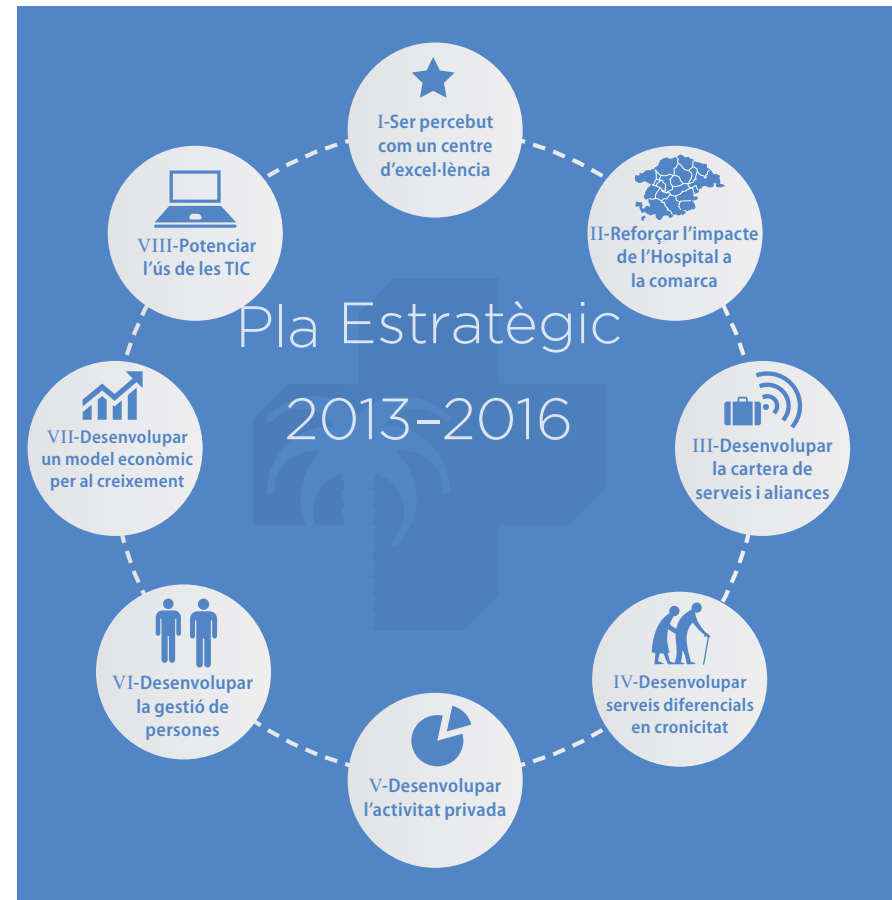 Pla Estratègic
2013–2016
I-Ser percebut
com un centre
d’excel·lència
II-Reforçar l’impacte
de l’Hospital a
la comarca
III-Desenvolupar
la cartera de
serveis i aliances
IV-Desenvolupar
serveis diferencials
en cronicitat
V-Desenvolupar
l’activitat privada
VI-Desenvolupar
la gestió de
persones
VII-Desenvolupar
un model econòmic
per al creixement
VIII-Potenciar
l’ús de les TIC